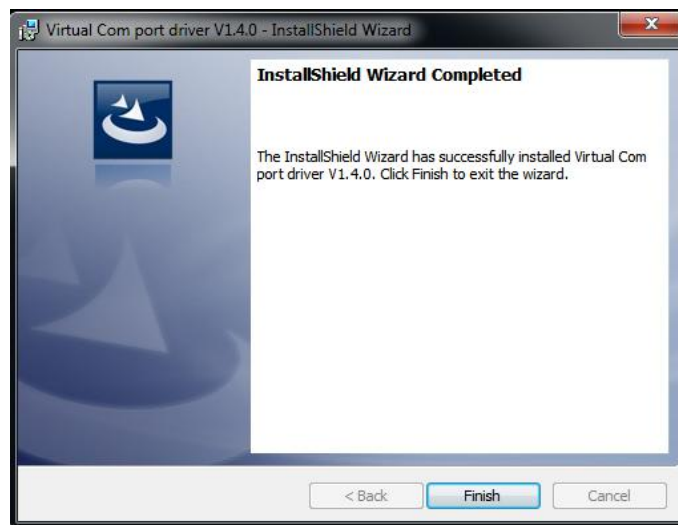 Virtual Com port driver V1.4.0 - InstallShield Wizard
InstallShield Wizard Completed
The InstallShield Wizard has successfully installed Virtual Com
port driver V1.4.0. Click Finish to exit the wizard.
< Back
Finish
Cancel